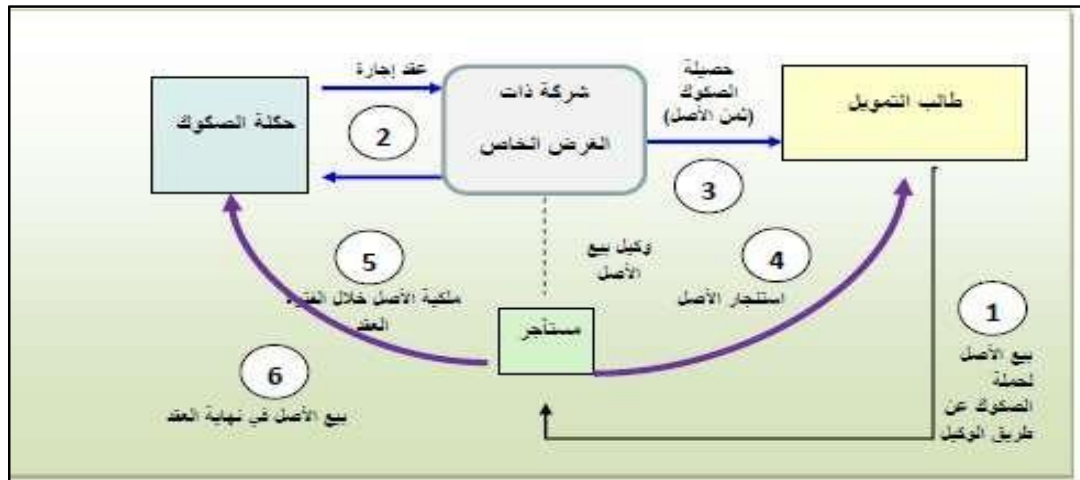 عقد إجارة
2
حكلة الصكوك
شركة ذات
الغرض الخاص
حصيلة
الصكوك
(ثمن الأصل)
3
طالب التمويل
وكيل بيع
الأصل
4
استئجار الأصل
5
ملكية الأصل خلال الفترة
العقد
مستأجر
6
بيع الأصل في نهاية العقد
1
بيع الأصل
لحملة
الصكوك عن
طريق الوكيل